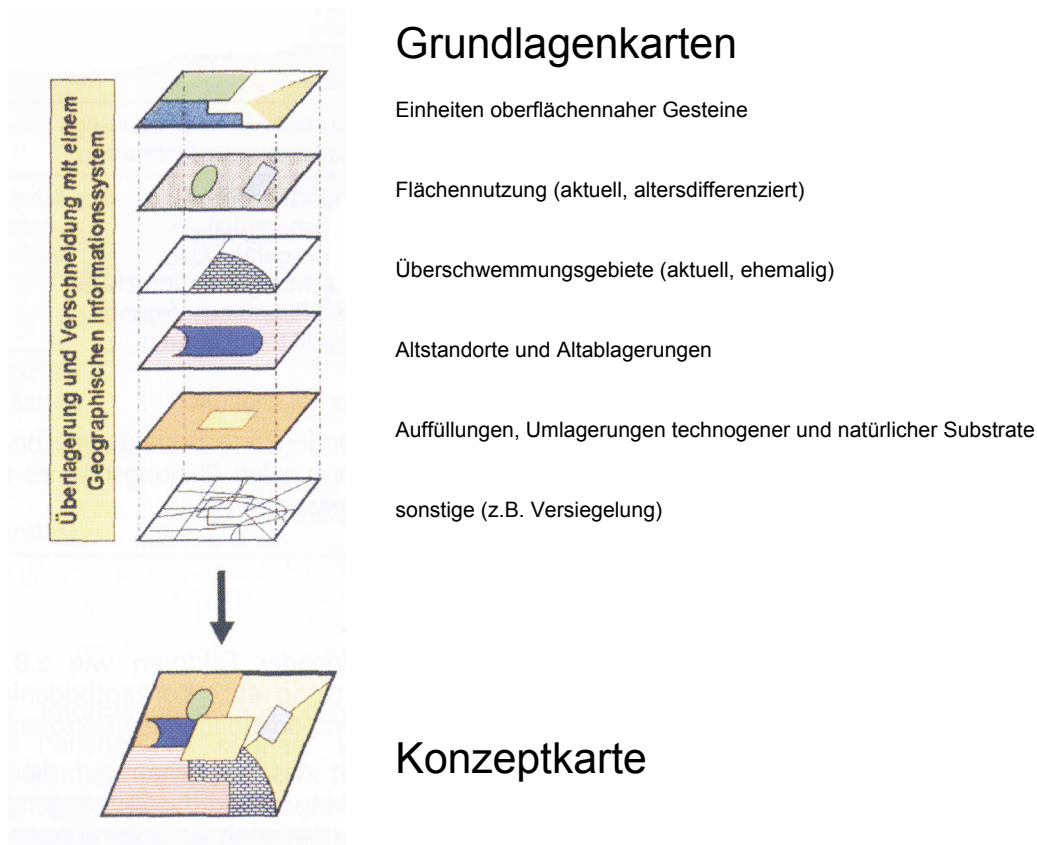 Grundlagenkarten
Überlagerung und Verschneidung mit einem
Geographischen Informationssystem
Einheiten oberflächennaher Gesteine
Flächennutzung (aktuell, altersdifferenziert)
Überschwemmungsgebiete (aktuell, ehemalig)
Altstandorte und Altablagerungen
Auffüllungen, Umlagerungen technogener und natürlicher Substrate
sonstige (z.B. Versiegelung)
Konzeptkarte